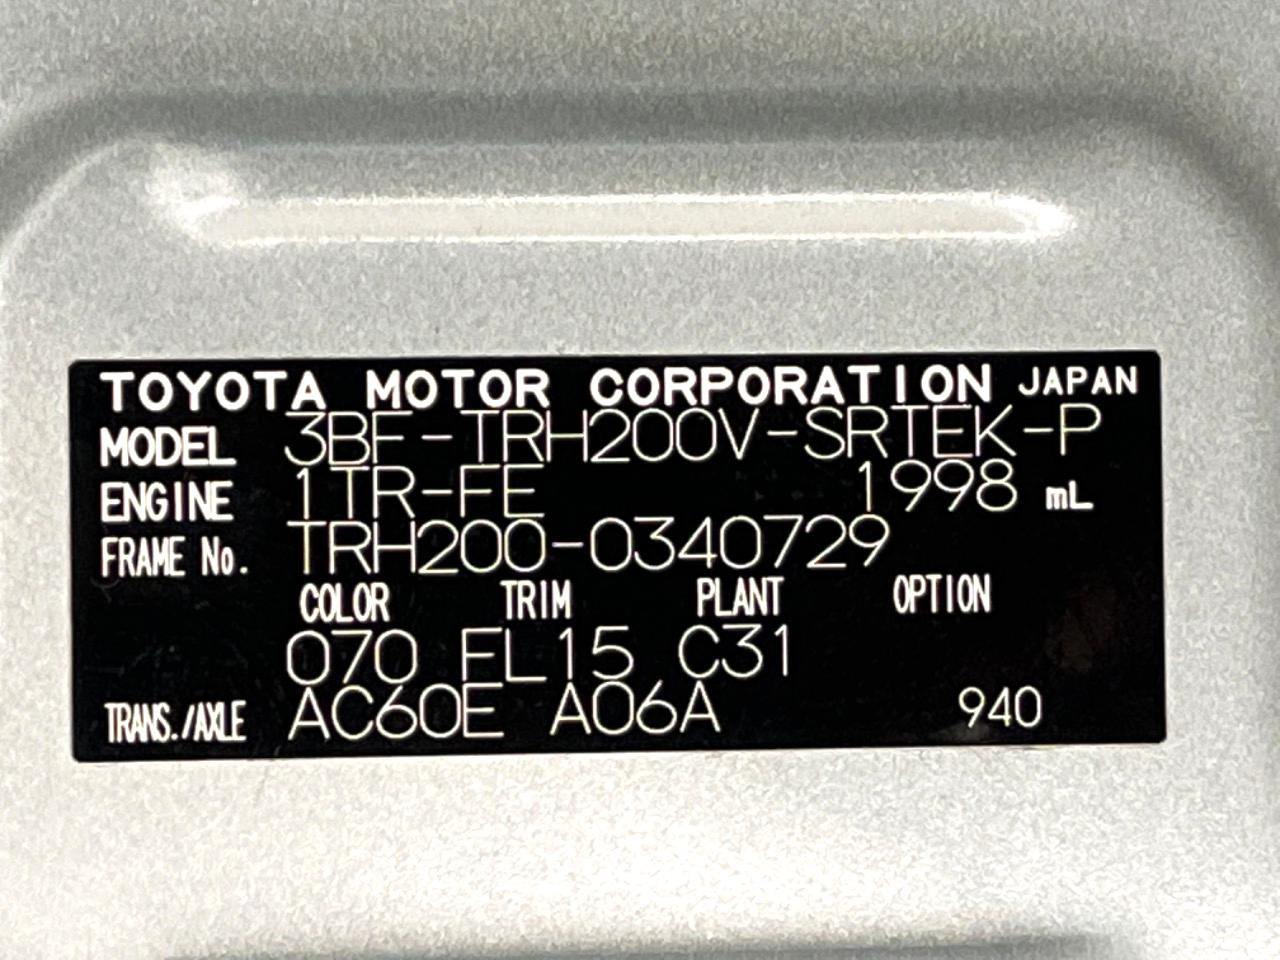 TOYOTA MOTOR CORPORATION JAPAN
MODEL 3BF-TRH200V-SRTEK-P
ENGINE 1TR-FE 1998 mL
FRAME No. TRH200-0340729
COLOR TRIM PLANT OPTION
070 FL15 C31
TRANS./AXLE AC60E A06A 940